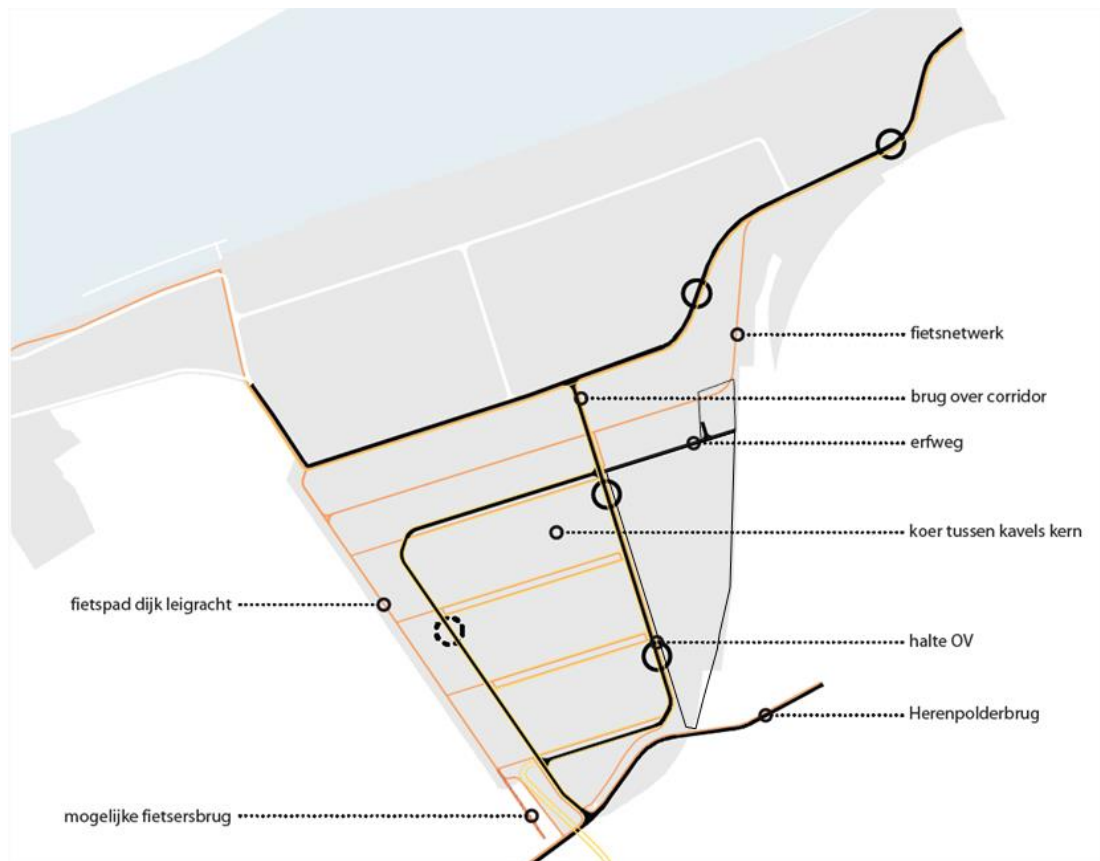 fietsnetwerk
brug over corridor
erfweg
koer tussen kavels kern
fietspad dijk leigracht
halte OV
Herenpolderbrug
mogelijke fietsersbrug